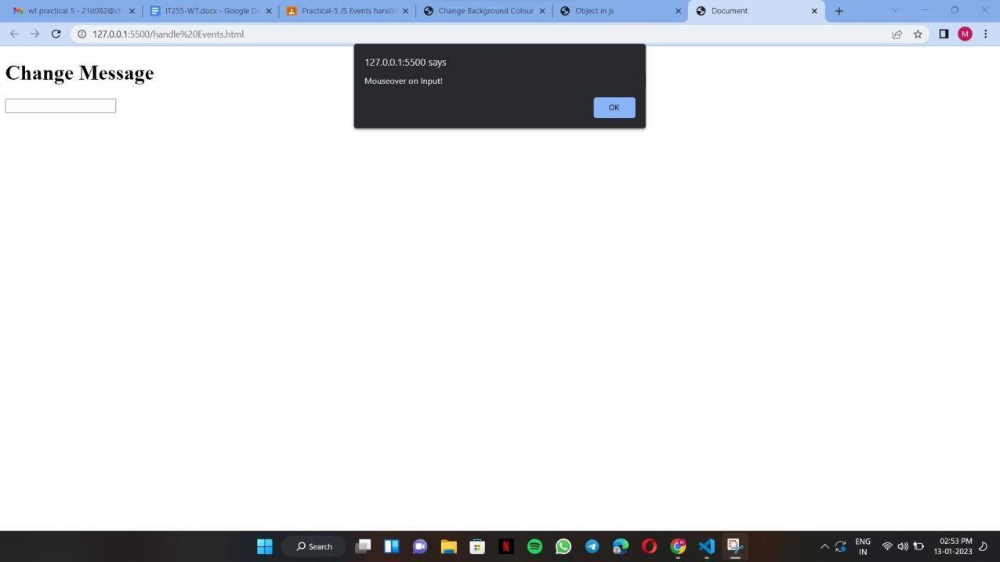 wt practical 5 - 21it082@ch
IT255-WT.docx - Google Do
Practical-5 JS Events handli
Change Background Colour
Object in js
Document
127.0.0.1:5500/handle%20Events.html
M
127.0.0.1:5500 says
Mouseover on Input!
OK
Change Message
Search
ENG
IN
02:53 PM
13-01-2023